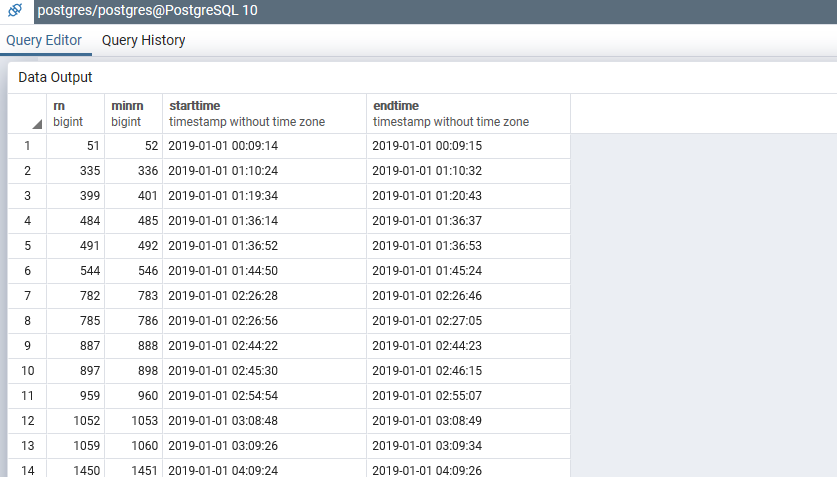 postgres/postgres@PostgreSQL 10
Query Editor Query History
Data Output
rn minrn starttime endtime
bigint bigint timestamp without time zone timestamp without time zone
1 51 52 2019-01-01 00:09:14 2019-01-01 00:09:15
2 335 336 2019-01-01 01:10:24 2019-01-01 01:10:32
3 399 401 2019-01-01 01:19:34 2019-01-01 01:20:43
4 484 485 2019-01-01 01:36:14 2019-01-01 01:36:37
5 491 492 2019-01-01 01:36:52 2019-01-01 01:36:53
6 544 546 2019-01-01 01:44:50 2019-01-01 01:45:24
7 782 783 2019-01-01 02:26:28 2019-01-01 02:26:46
8 785 786 2019-01-01 02:26:56 2019-01-01 02:27:05
9 887 888 2019-01-01 02:44:22 2019-01-01 02:44:23
10 897 898 2019-01-01 02:45:30 2019-01-01 02:46:15
11 959 960 2019-01-01 02:54:54 2019-01-01 02:55:07
12 1052 1053 2019-01-01 03:08:48 2019-01-01 03:08:49
13 1059 1060 2019-01-01 03:09:26 2019-01-01 03:09:34
14 1450 1451 2019-01-01 04:09:24 2019-01-01 04:09:26